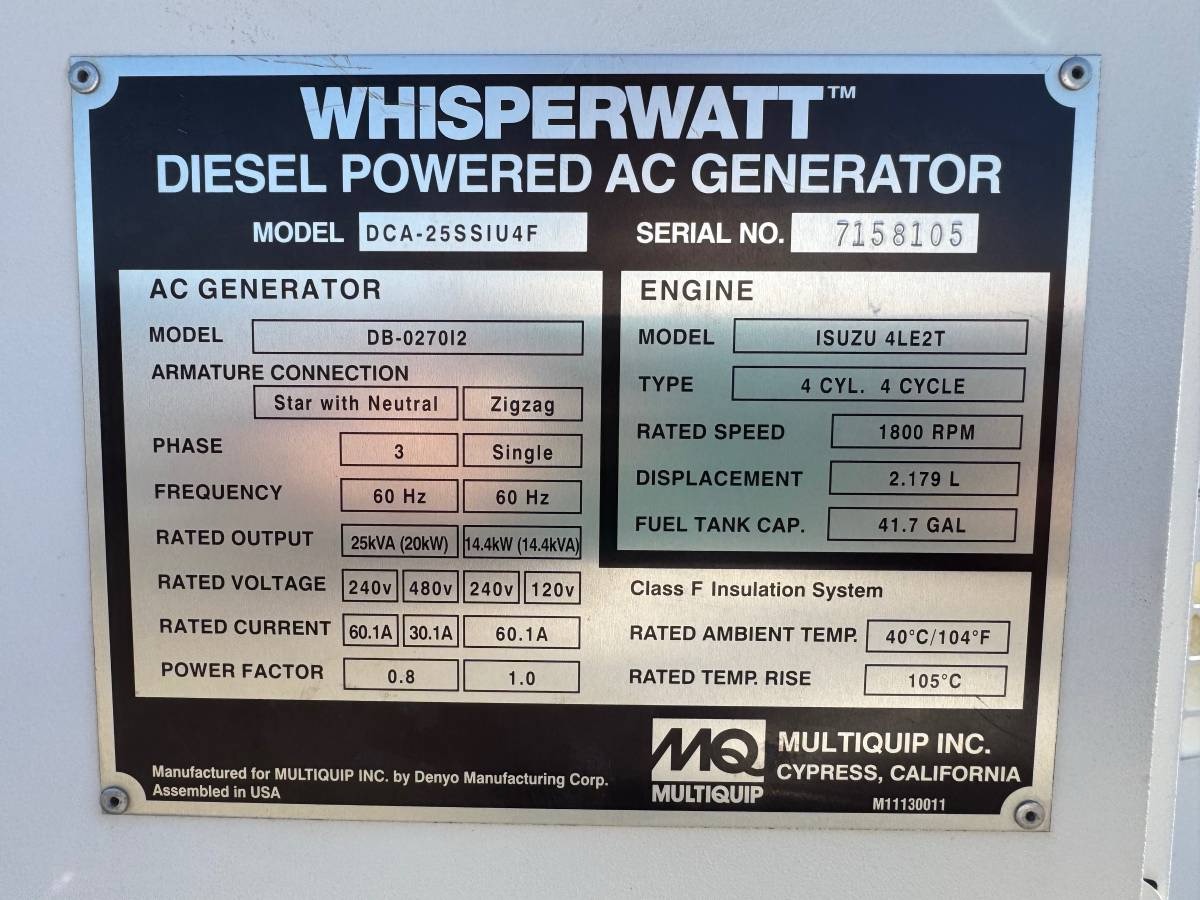 WHISPERWATT™
DIESEL POWERED AC GENERATOR
MODEL DCA-25SSIU4F
SERIAL NO. 7158105
AC GENERATOR
MODEL DB-0270I2
ARMATURE CONNECTION
Star with Neutral Zigzag
PHASE 3 Single
FREQUENCY 60 Hz 60 Hz
RATED OUTPUT 25kVA (20kW) 14.4kW (14.4kVA)
RATED VOLTAGE 240v 480v 240v 120v
RATED CURRENT 60.1A 30.1A 60.1A
POWER FACTOR 0.8 1.0
ENGINE
MODEL ISUZU 4LE2T
TYPE 4 CYL. 4 CYCLE
RATED SPEED 1800 RPM
DISPLACEMENT 2.179 L
FUEL TANK CAP. 41.7 GAL
Class F Insulation System
RATED AMBIENT TEMP. 40°C/104°F
RATED TEMP. RISE 105°C
Manufactured for MULTIQUIP INC. by Denyo Manufacturing Corp.
Assembled in USA
MQ
MULTIQUIP
MULTIQUIP INC.
CYPRESS, CALIFORNIA
M11130011